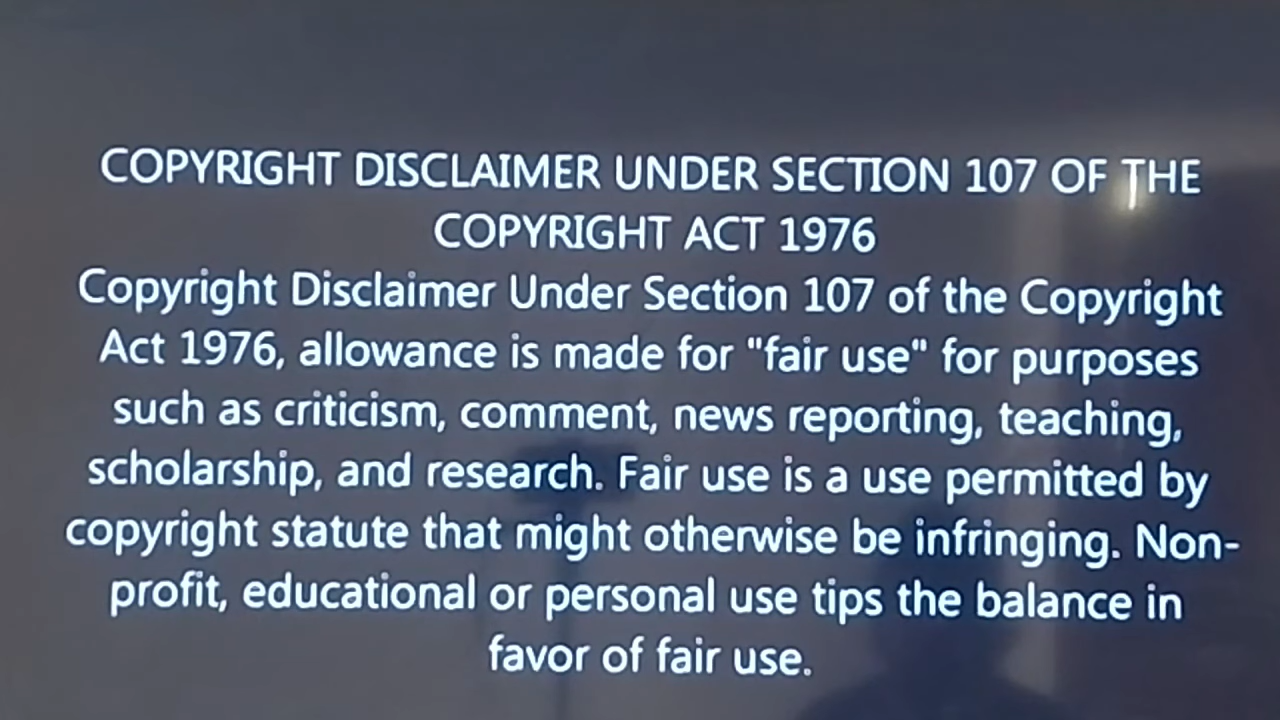 COPYRIGHT DISCLAIMER UNDER SECTION 107 OF THE
COPYRIGHT ACT 1976
Copyright Disclaimer Under Section 107 of the Copyright
Act 1976, allowance is made for "fair use" for purposes
such as criticism, comment, news reporting, teaching,
scholarship, and research. Fair use is a use permitted by
copyright statute that might otherwise be infringing. Non-
profit, educational or personal use tips the balance in
favor of fair use.